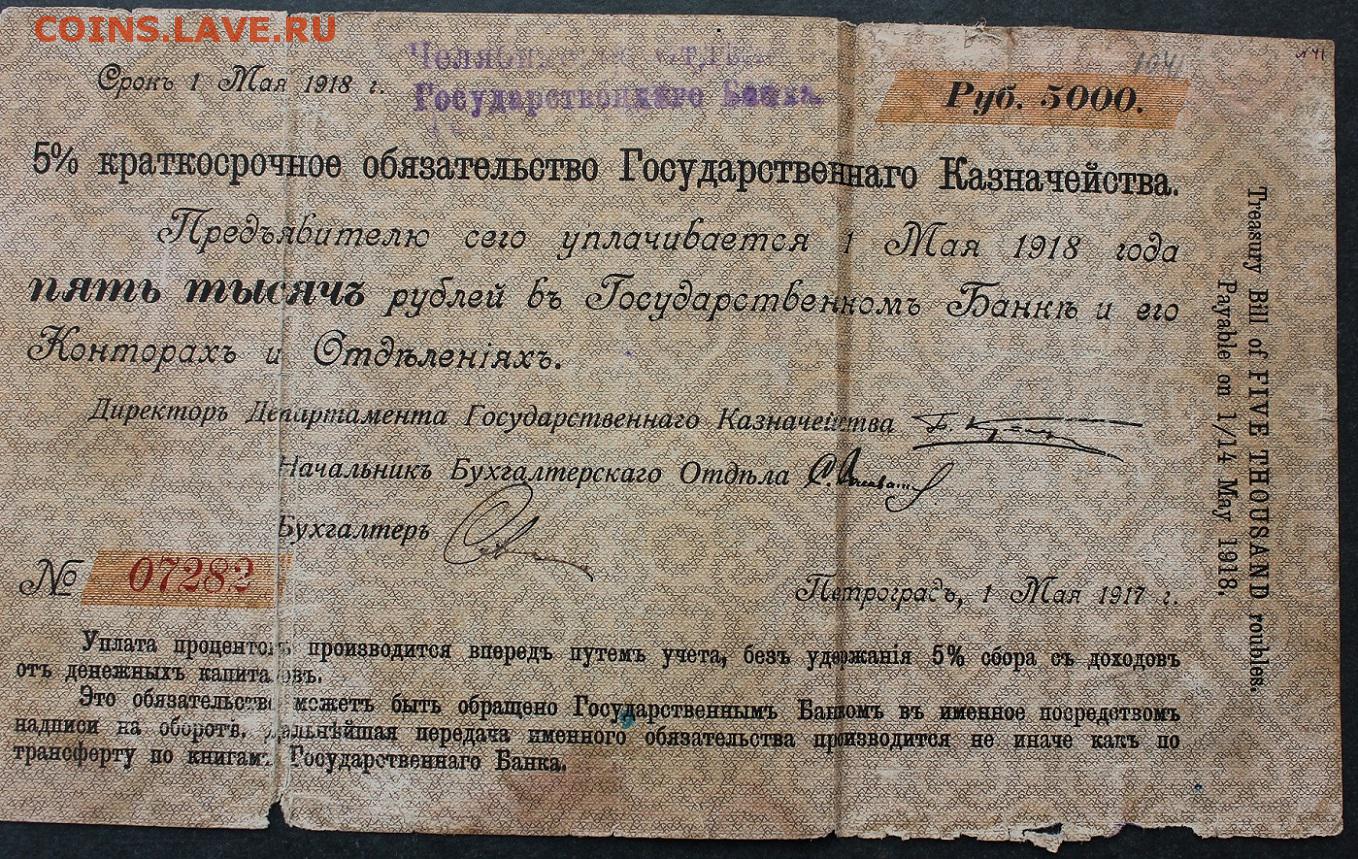 COINS.LAVE.RU
Срокъ 1 Мая 1918 г.
Государственнаго Банка.
Руб. 5000.
5% краткосрочное обязательство Государственнаго Казначейства.
Предъявителю сего уплачивается 1 Мая 1918 года
пять тысячъ рублей въ Государственномъ Банкѣ и его
Конторахъ и Отдѣленіяхъ.
Директоръ Департамента Государственнаго Казначейства
Начальникъ Бухгалтерскаго Отдѣла
Бухгалтеръ
№ 07282
Петроградъ, 1 Мая 1917 г.
Уплата процентовъ производится впередъ путемъ учета, безъ удержанія 5% сбора съ доходовъ
отъ денежныхъ капиталовъ.
Это обязательство можетъ быть обращено Государственнымъ Банкомъ въ именное посредствомъ
надписи на оборотѣ. Дальнѣйшая передача именного обязательства производится не иначе какъ по
трансферту по книгамъ Государственнаго Банка.
Treasury Bill of FIVE THOUSAND roubles.
Payable on 1/14 May 1918.